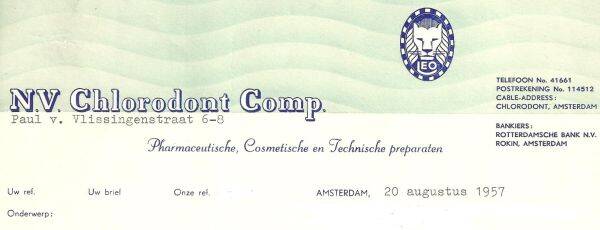 LEO
TELEFOON No. 41661
POSTREKENING No. 114512
CABLE-ADDRESS:
CHLORODONT, AMSTERDAM
N.V. Chlorodont Comp.
Paul v. Vlissingenstraat 6-8
BANKIERS:
ROTTERDAMSCHE BANK N.V.
ROKIN, AMSTERDAM
Pharmaceutische, Cosmetische en Technische preparaten
Uw ref. Uw brief Onze ref. AMSTERDAM, 20 augustus 1957
Onderwerp: